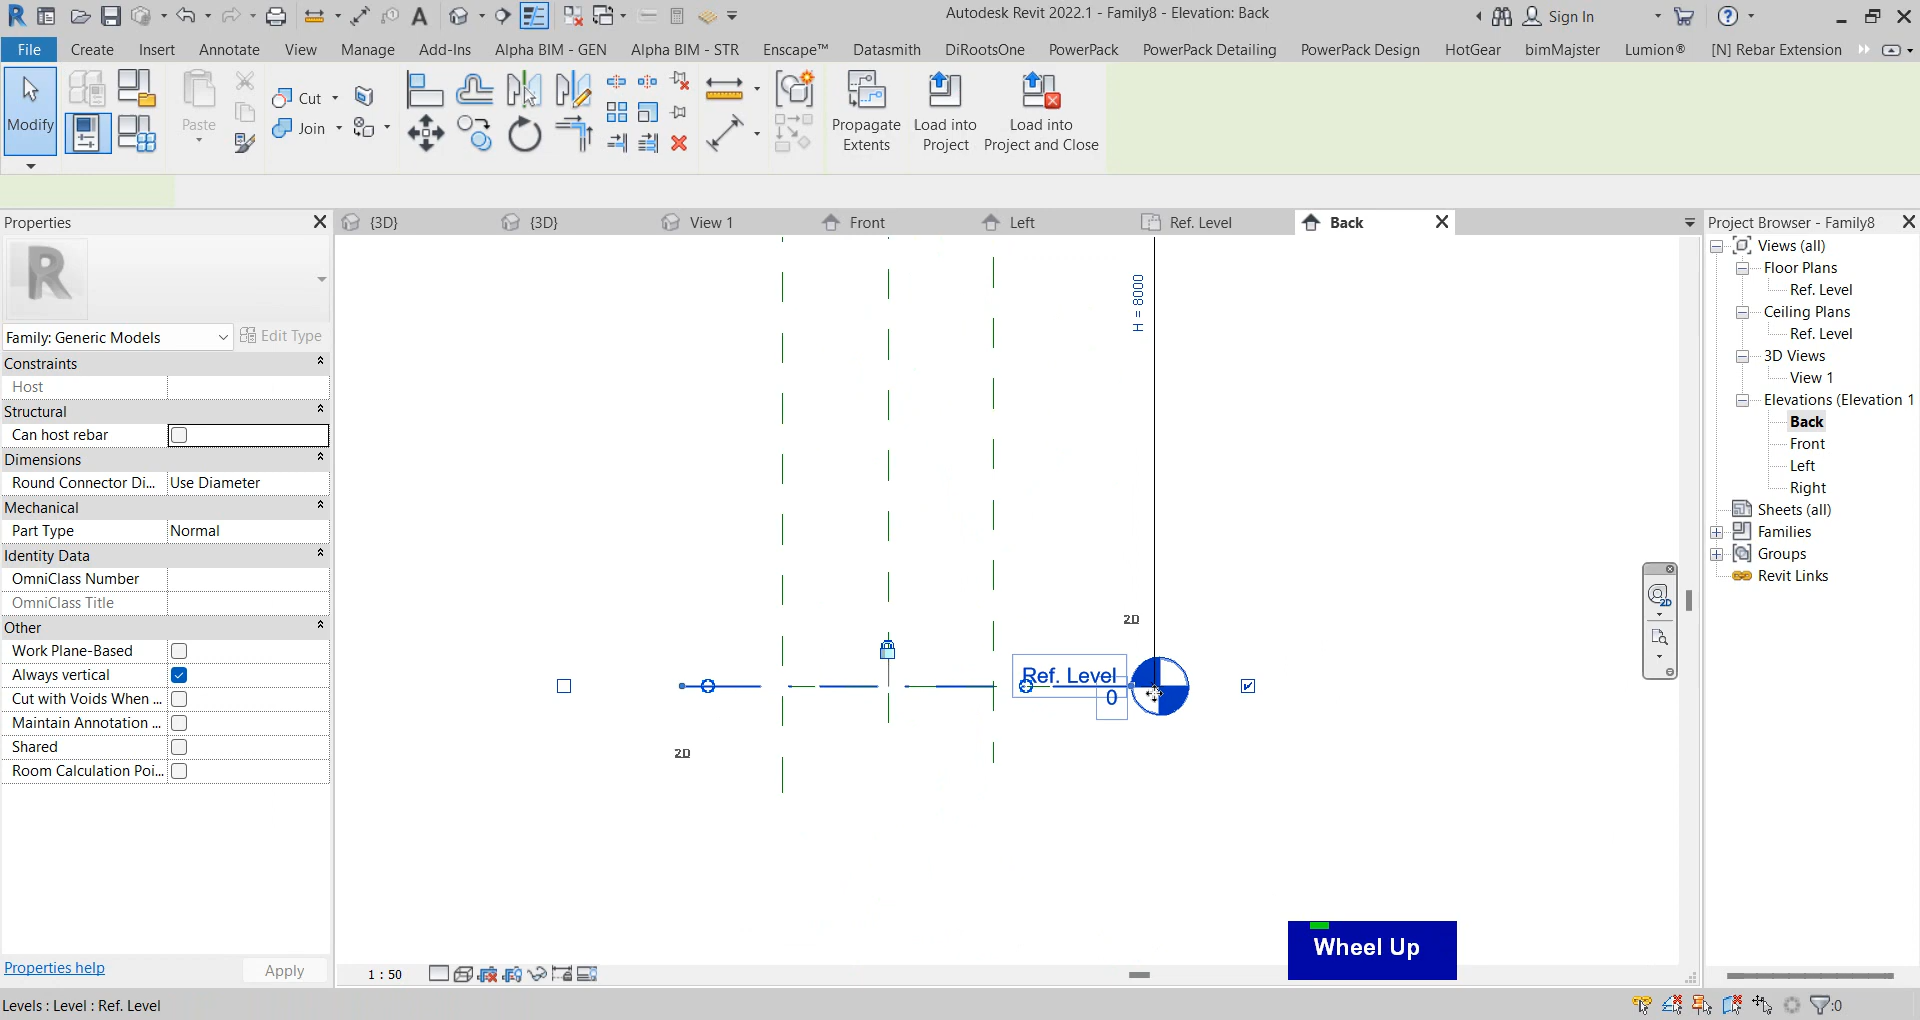 Autodesk Revit 2022.1 - Family8 - Elevation: Back
Sign In
File Create Insert Annotate View Manage Add-Ins Alpha BIM - GEN Alpha BIM - STR Enscape™ Datasmith DiRootsOne PowerPack PowerPack Detailing PowerPack Design HotGear bimMajster Lumion® [N] Rebar Extension
Modify
Paste
Cut
Join
Propagate Extents
Load into Project
Load into Project and Close
Properties
{3D} {3D} View 1 Front Left Ref. Level Back
Project Browser - Family8
Family: Generic Models
Edit Type
Constraints
Host
Structural
Can host rebar
Dimensions
Round Connector Di... Use Diameter
Mechanical
Part Type Normal
Identity Data
OmniClass Number
OmniClass Title
Other
Work Plane-Based
Always vertical
Cut with Voids When ...
Maintain Annotation ...
Shared
Room Calculation Poi...
Properties help
Apply
H = 8000
2D
Ref. Level
0
2D
Views (all)
Floor Plans
Ref. Level
Ceiling Plans
Ref. Level
3D Views
View 1
Elevations (Elevation 1
Back
Front
Left
Right
Sheets (all)
Families
Groups
Revit Links
2D
Wheel Up
1 : 50
Levels : Level : Ref. Level
:0